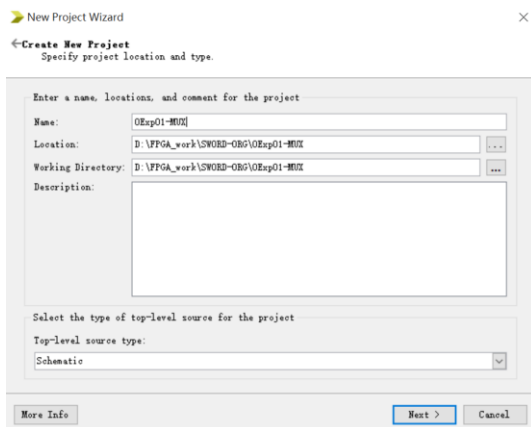 New Project Wizard
Create New Project
Specify project location and type.
Enter a name, locations, and comment for the project
Name: OExp01-MUX
Location: D:\FPGA_work\SWORD-ORG\OExp01-MUX ...
Working Directory: D:\FPGA_work\SWORD-ORG\OExp01-MUX ...
Description:
Select the type of top-level source for the project
Top-level source type:
Schematic
More Info Next > Cancel